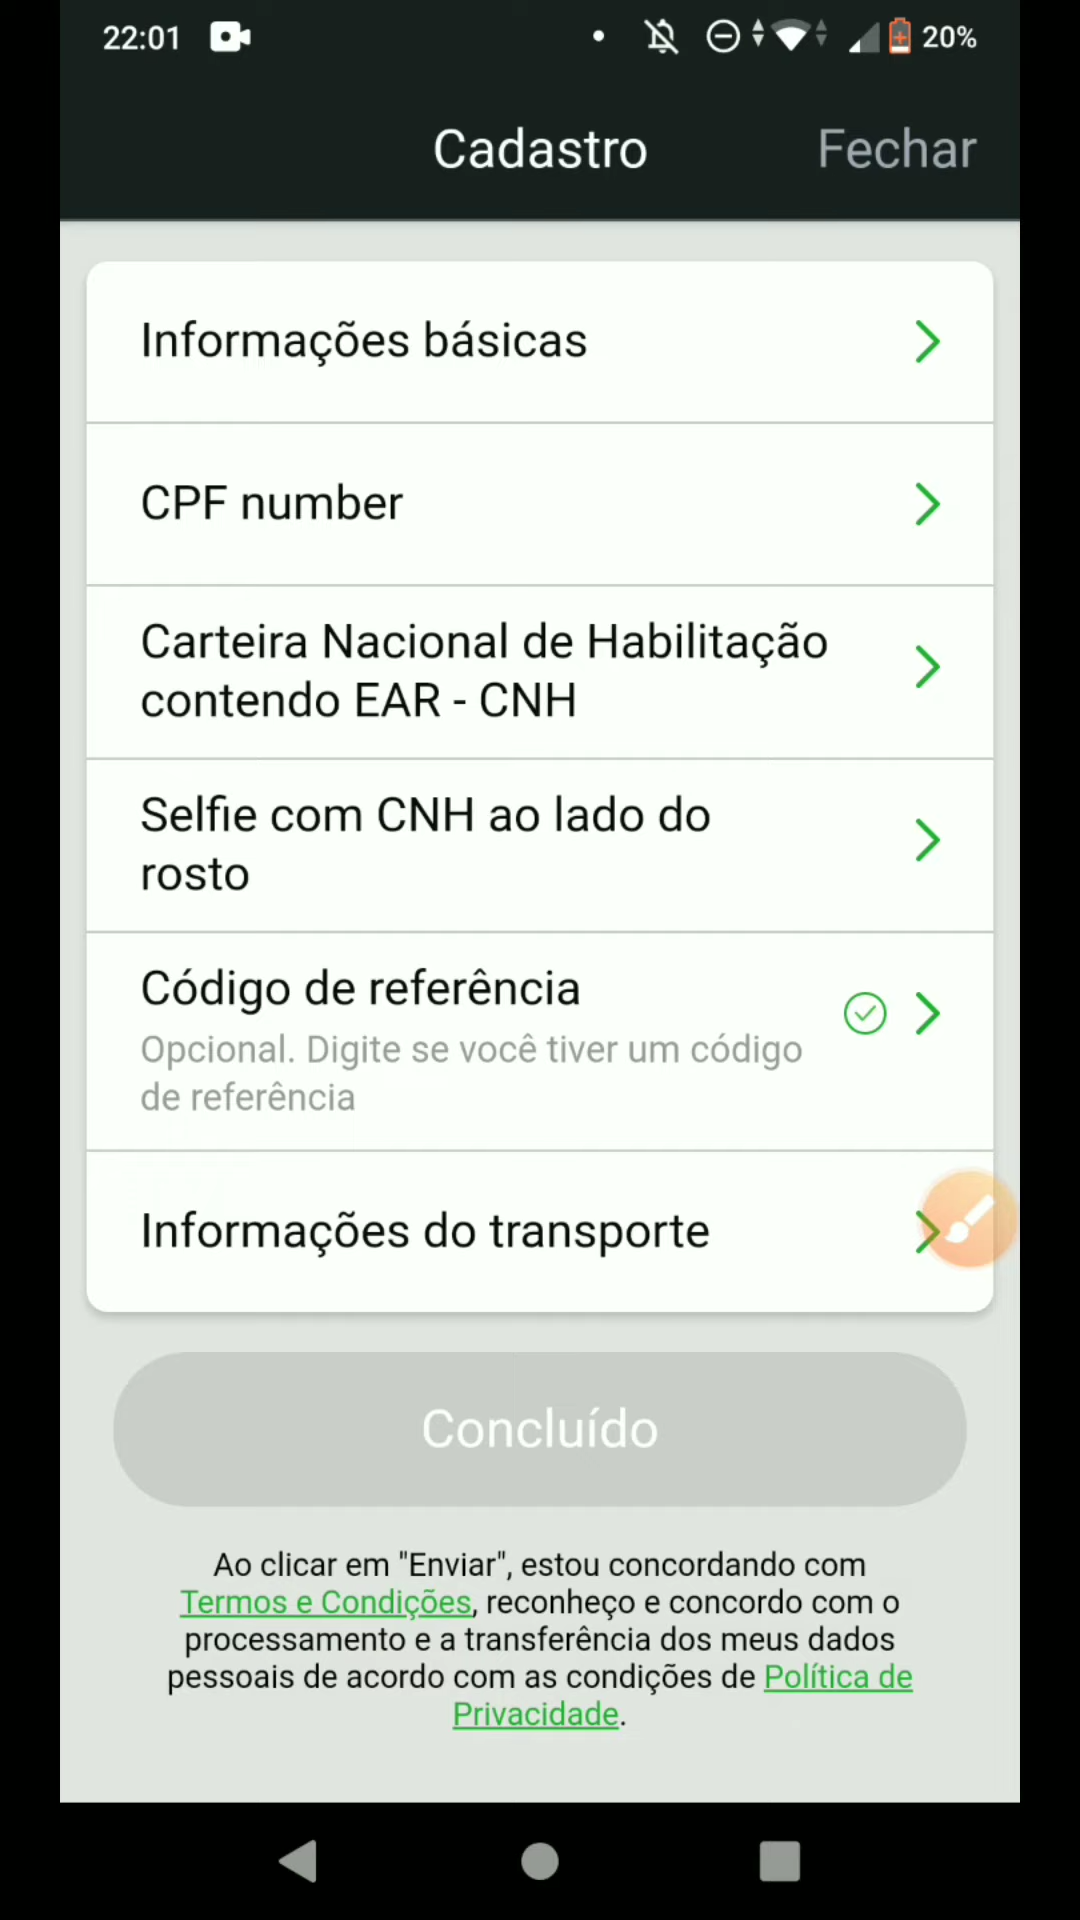 22:01
20%
Cadastro
Fechar
Informações básicas
CPF number
Carteira Nacional de Habilitação
contendo EAR - CNH
Selfie com CNH ao lado do
rosto
Código de referência
Opcional. Digite se você tiver um código
de referência
Informações do transporte
Concluído
Ao clicar em "Enviar", estou concordando com
Termos e Condições, reconheço e concordo com o
processamento e a transferência dos meus dados
pessoais de acordo com as condições de Política de
Privacidade.